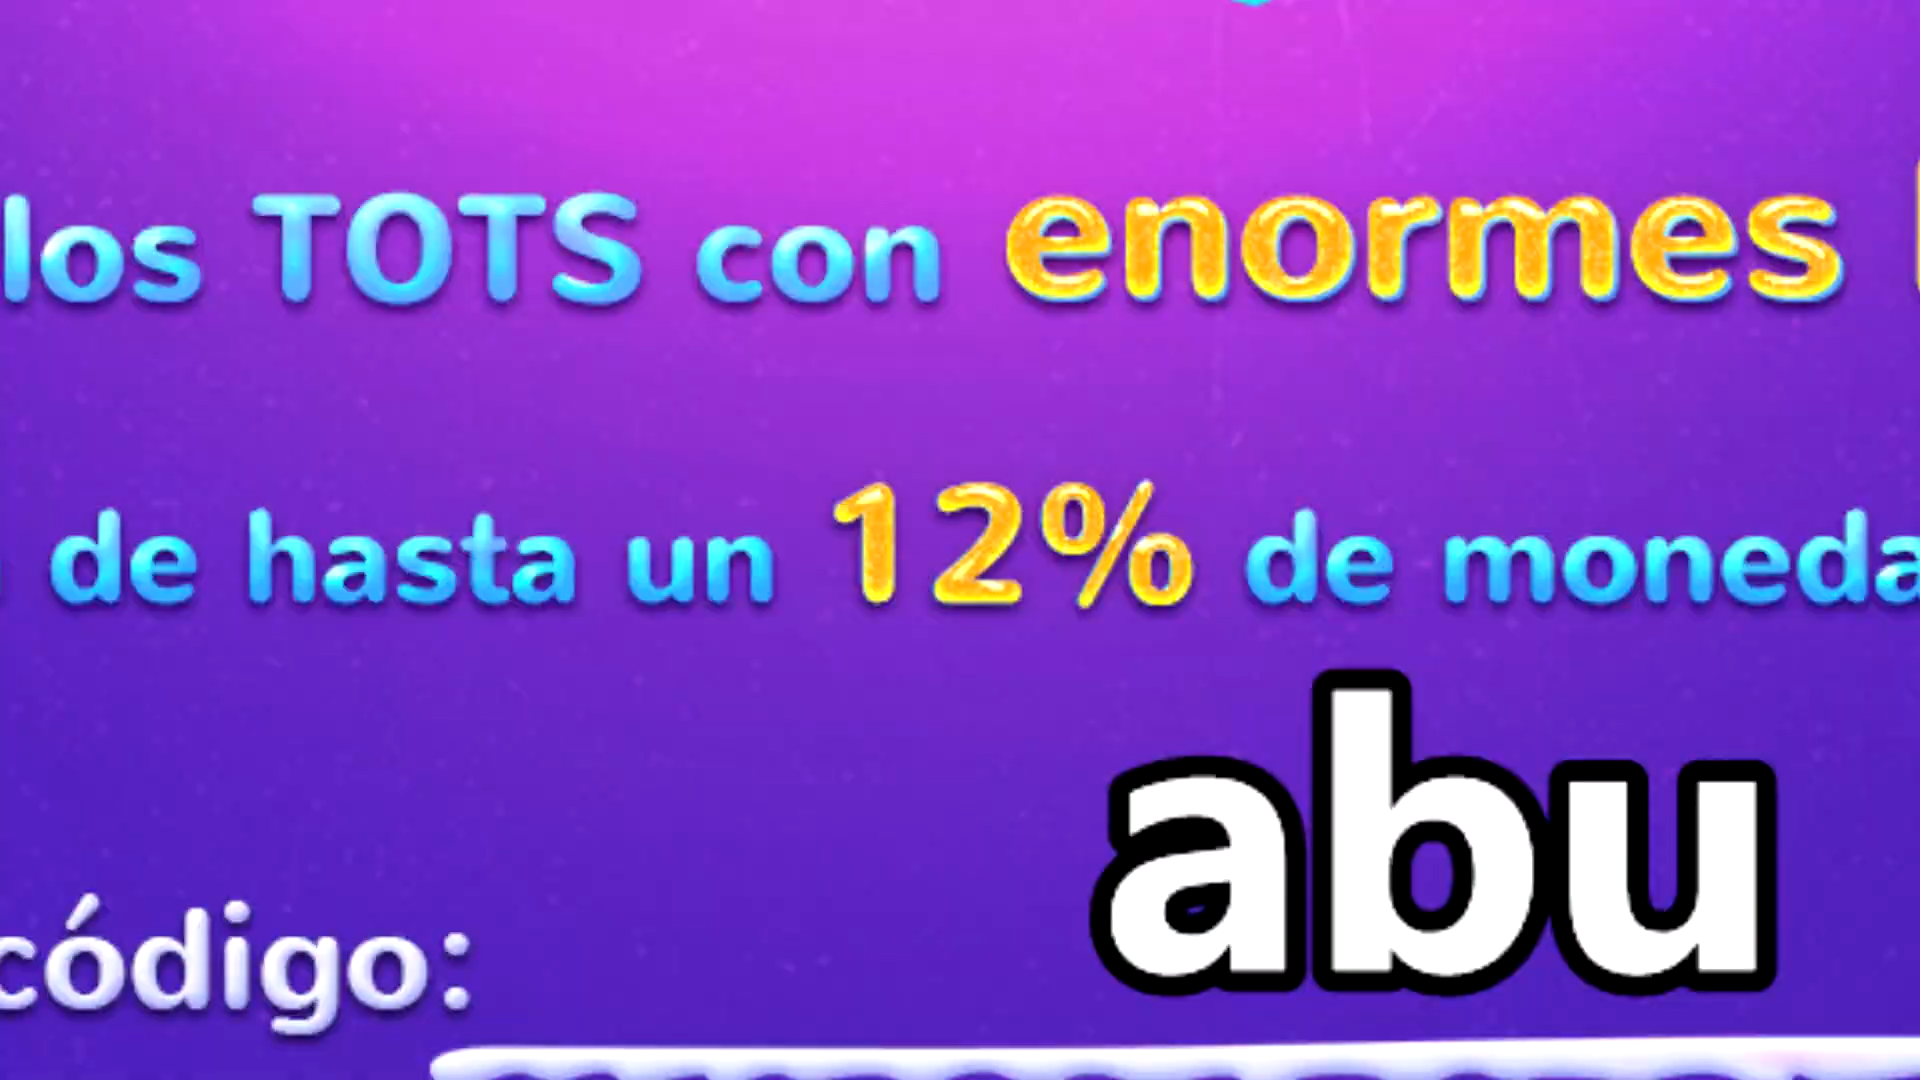 los TOTS con enormes
de hasta un 12% de moneda
abu
código: